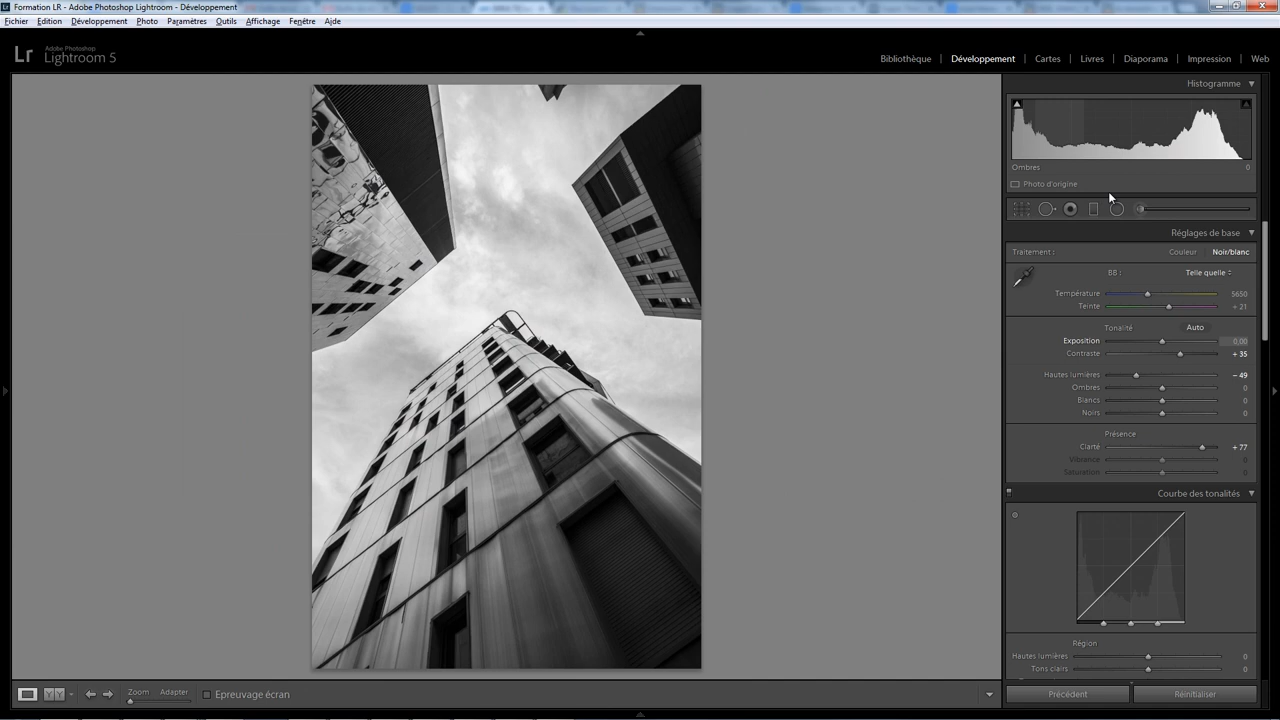 Formation LR - Adobe Photoshop Lightroom - Développement
Fichier Edition Développement Photo Paramètres Outils Affichage Fenêtre Aide
Lr Adobe Photoshop
Lightroom 5
Bibliothèque | Développement | Cartes | Livres | Diaporama | Impression | Web
Histogramme
Ombres 0
Photo d'origine
Réglages de base
Traitement : Couleur Noir/blanc
BB : Telle quelle
Température 5650
Teinte + 21
Tonalité Auto
Exposition 0,00
Contraste + 35
Hautes lumières – 49
Ombres 0
Blancs 0
Noirs 0
Présence
Clarté + 77
Vibrance 0
Saturation 0
Courbe des tonalités
Région
Hautes lumières 0
Tons clairs 0
Y Y Zoom Adapter Epreuvage écran
Précédent Réinitialiser